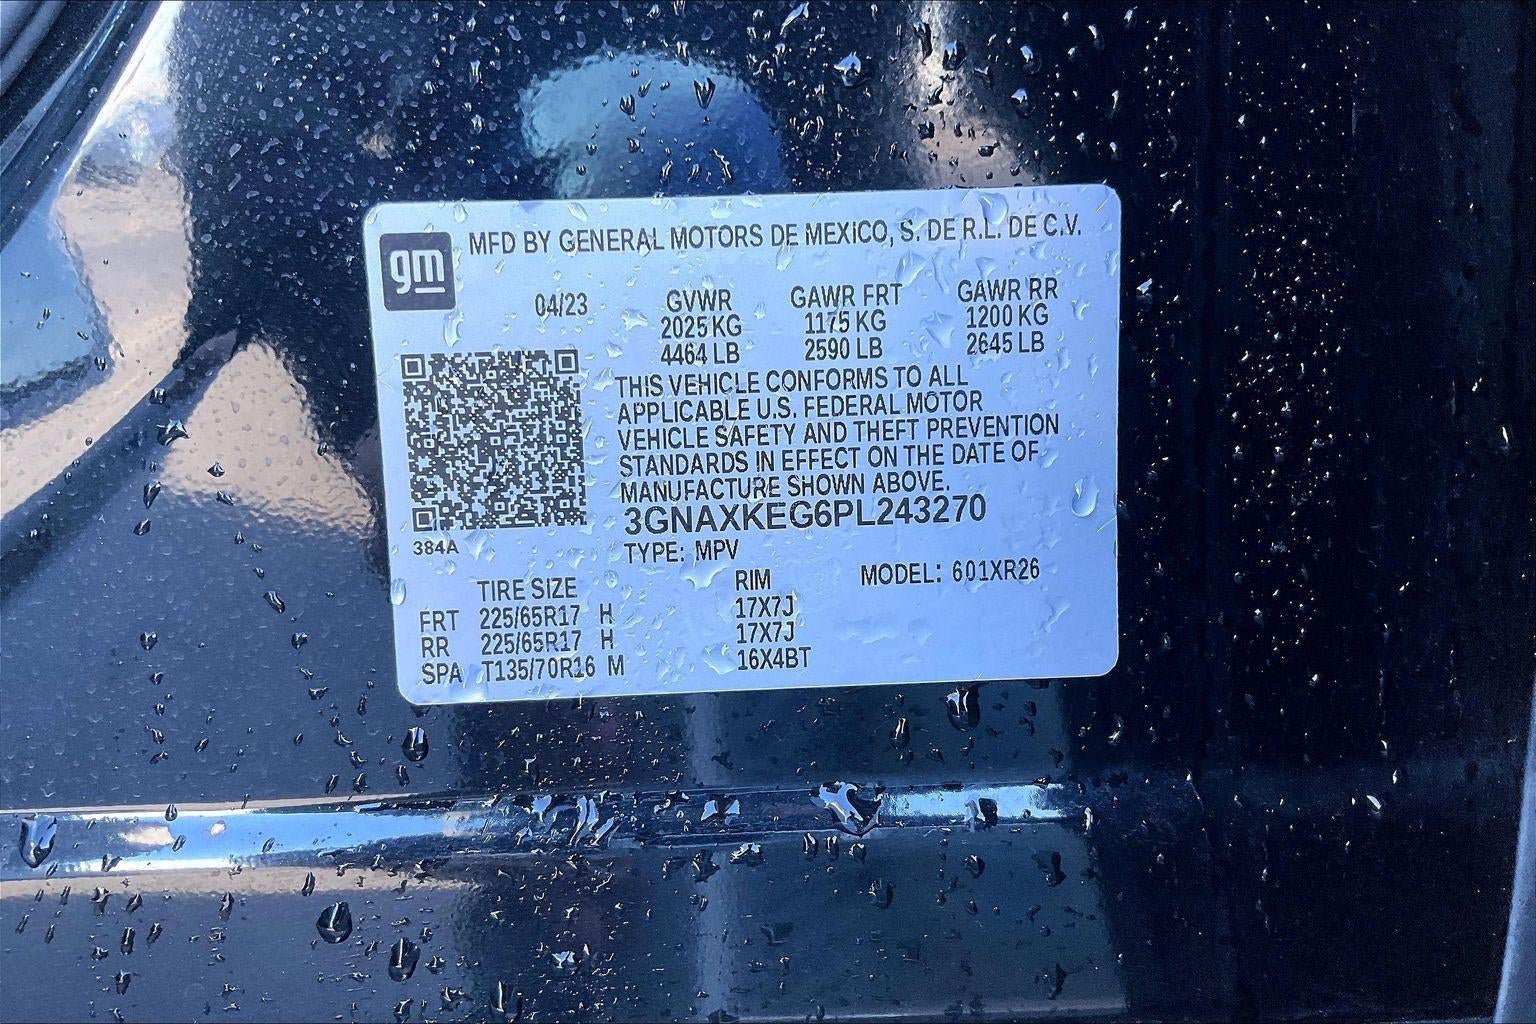 gm
MFD BY GENERAL MOTORS DE MEXICO, S. DE R.L. DE C.V.
04/23 GVWR GAWR FRT GAWR RR
2025 KG 1175 KG 1200 KG
4464 LB 2590 LB 2645 LB
THIS VEHICLE CONFORMS TO ALL
APPLICABLE U.S. FEDERAL MOTOR
VEHICLE SAFETY AND THEFT PREVENTION
STANDARDS IN EFFECT ON THE DATE OF
MANUFACTURE SHOWN ABOVE.
3GNAXKEG6PL243270
384A
TYPE: MPV
TIRE SIZE RIM MODEL: 601XR26
FRT 225/65R17 H 17X7J
RR 225/65R17 H 17X7J
SPA T135/70R16 M 16X4BT